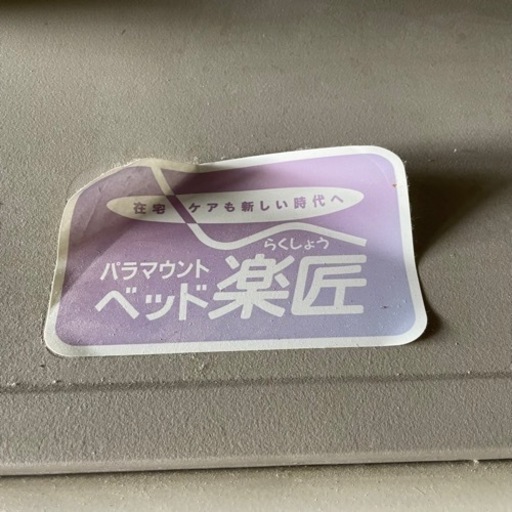 在宅ケアも新しい時代へ
らくしょう
パラマウント
ベッド楽匠